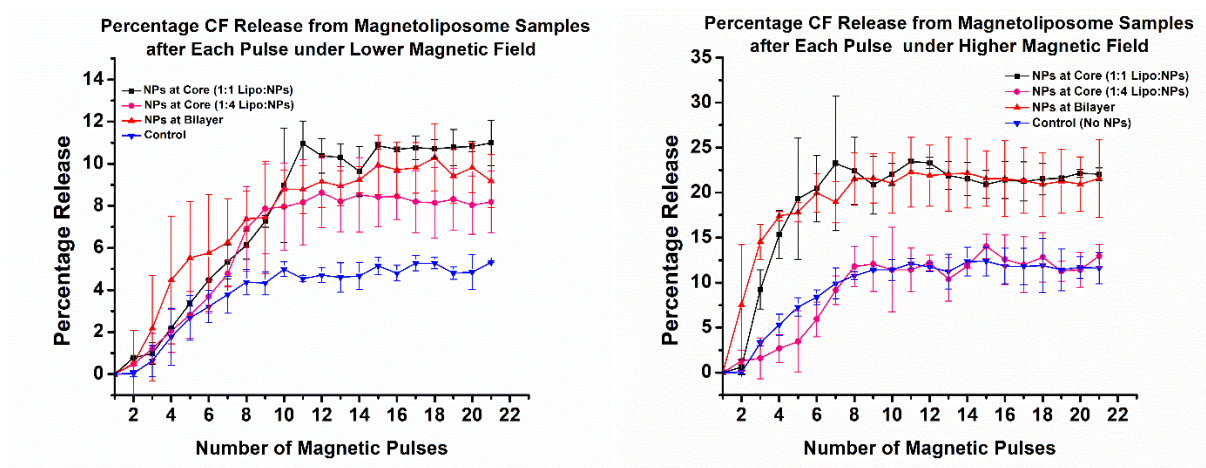 Percentage CF Release from Magnetoliposome Samples
after Each Pulse under Lower Magnetic Field
NPs at Core (1:1 Lipo:NPs)
NPs at Core (1:4 Lipo:NPs)
NPs at Bilayer
Control
Percentage Release
14
12
10
8
6
4
2
0
2 4 6 8 10 12 14 16 18 20 22
Number of Magnetic Pulses
Percentage CF Release from Magnetoliposome Samples
after Each Pulse under Higher Magnetic Field
NPs at Core (1:1 Lipo:NPs)
NPs at Core (1:4 Lipo:NPs)
NPs at Bilayer
Control (No NPs)
Percentage Release
35
30
25
20
15
10
5
0
2 4 6 8 10 12 14 16 18 20 22
Number of Magnetic Pulses